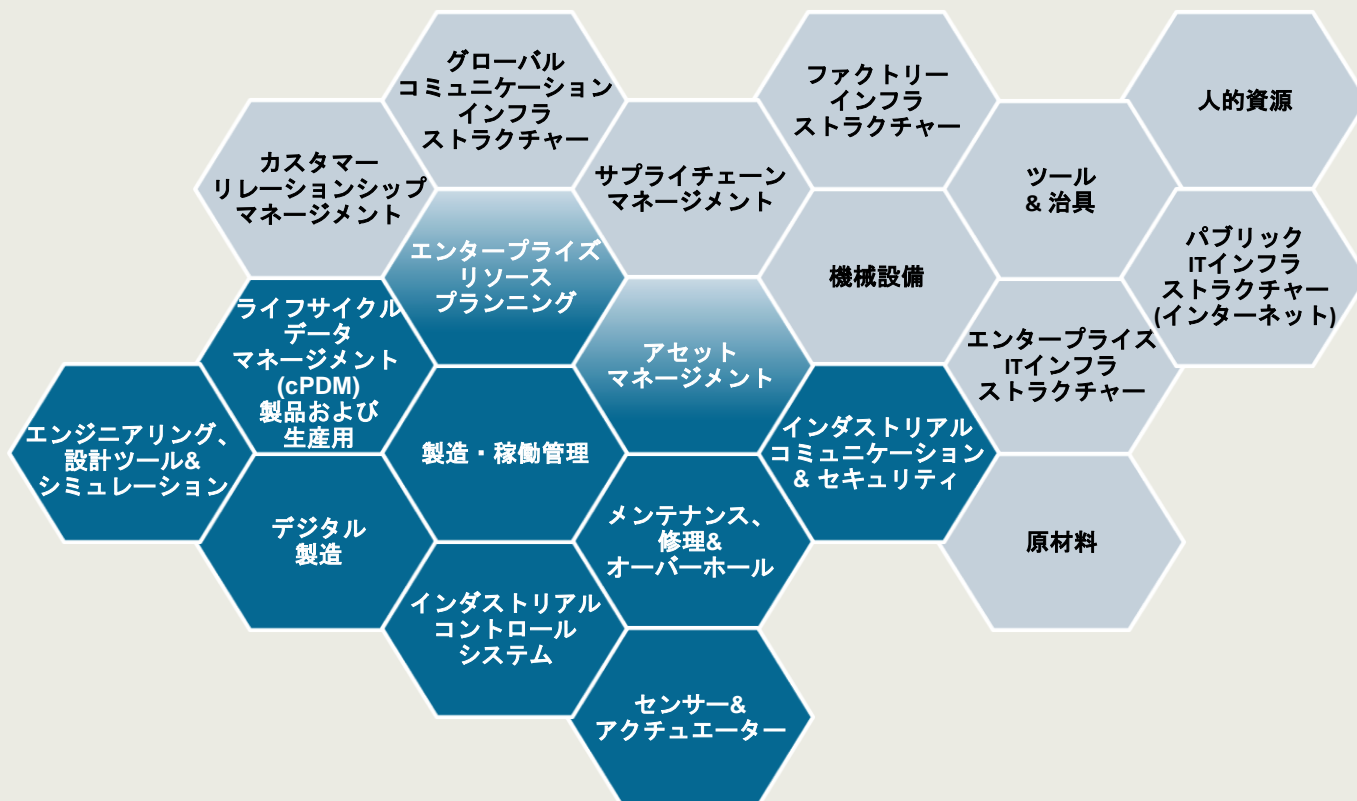 グローバル
コミュニケーション
インフラ
ストラクチャー
ファクトリー
インフラ
ストラクチャー
人的資源
カスタマー
リレーションシップ
マネージメント
サプライチェーン
マネージメント
ツール
& 治具
エンタープライズ
リソース
プランニング
機械設備
パブリック
ITインフラ
ストラクチャー
(インターネット)
ライフサイクル
データ
マネージメント
(cPDM)
製品および
生産用
アセット
マネージメント
エンタープライズ
ITインフラ
ストラクチャー
エンジニアリング、
設計ツール&
シミュレーション
製造・稼働管理
インダストリアル
コミュニケーション
& セキュリティ
デジタル
製造
メンテナンス、
修理&
オーバーホール
原材料
インダストリアル
コントロール
システム
センサー&
アクチュエーター